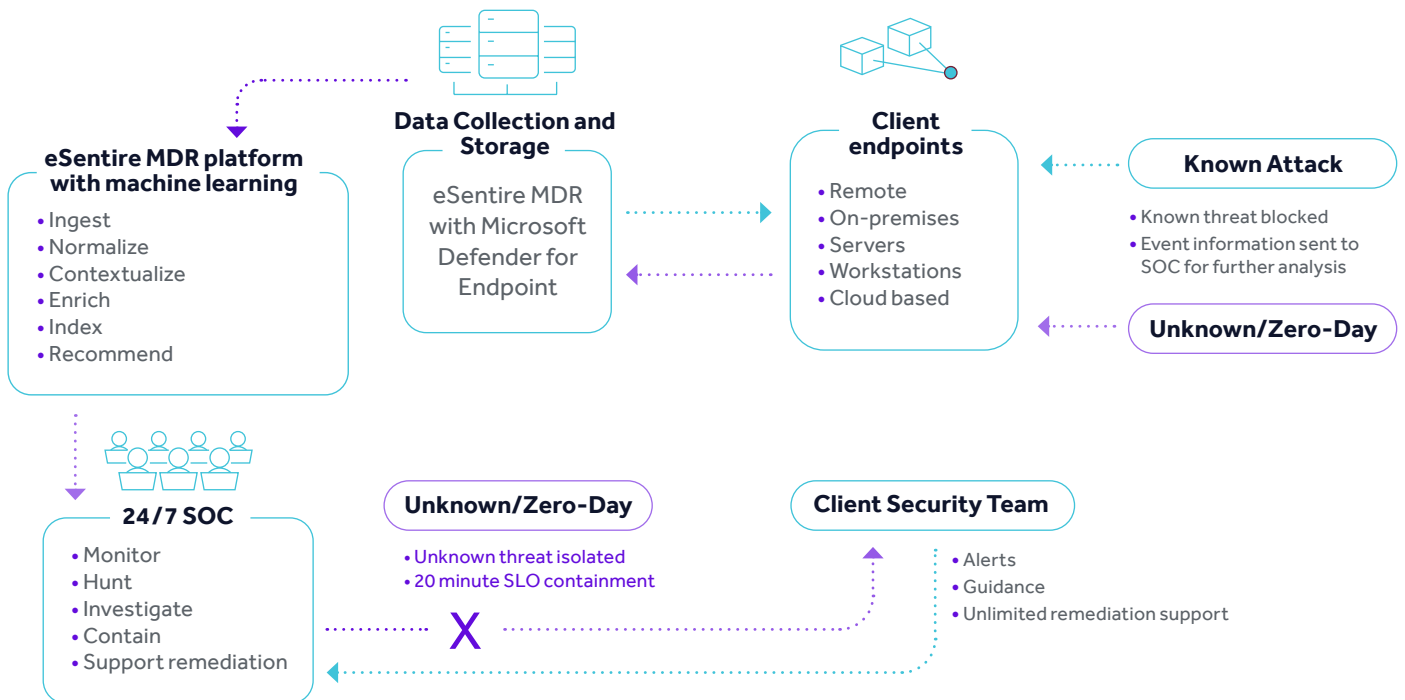 Data Collection and
Storage
eSentire MDR
with Microsoft
Defender for
Endpoint
Client
endpoints
• Remote
• On-premises
• Servers
• Workstations
• Cloud based
Known Attack
• Known threat blocked
• Event information sent to
SOC for further analysis
Unknown/Zero-Day
eSentire MDR platform
with machine learning
• Ingest
• Normalize
• Contextualize
• Enrich
• Index
• Recommend
24/7 SOC
• Monitor
• Hunt
• Investigate
• Contain
• Support remediation
Unknown/Zero-Day
• Unknown threat isolated
• 20 minute SLO containment
X
Client Security Team
• Alerts
• Guidance
• Unlimited remediation support